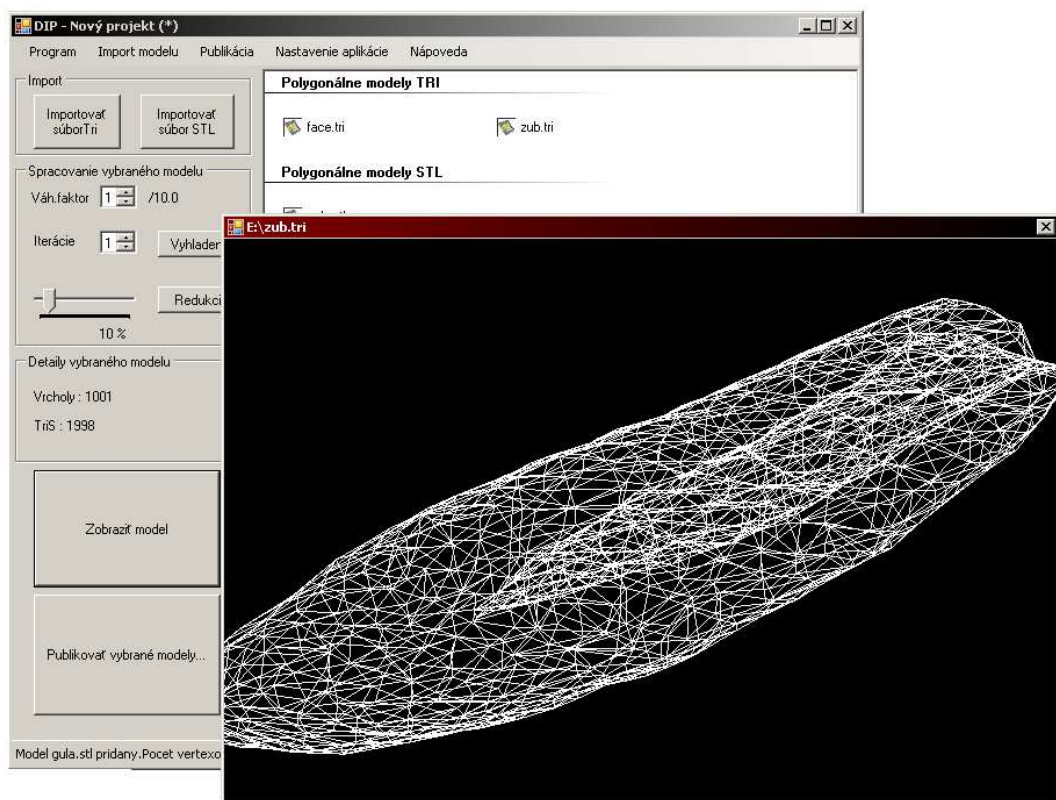 DIP - Nový projekt (*)
Program Import modelu Publikácia Nastavenie aplikácie Nápoveda
Import
Importovať
súborTri
Importovať
súbor STL
Spracovanie vybraného modelu
Váh.faktor 1 /10.0
Iterácie 1 Vyhladen
Redukci
10 %
Detaily vybraného modelu
Vrcholy : 1001
TriS : 1998
Zobraziť model
Publikovať vybrané modely...
Model gula.stl pridany.Pocet vertexo
Polygonálne modely TRI
face.tri zub.tri
Polygonálne modely STL
E:\zub.tri